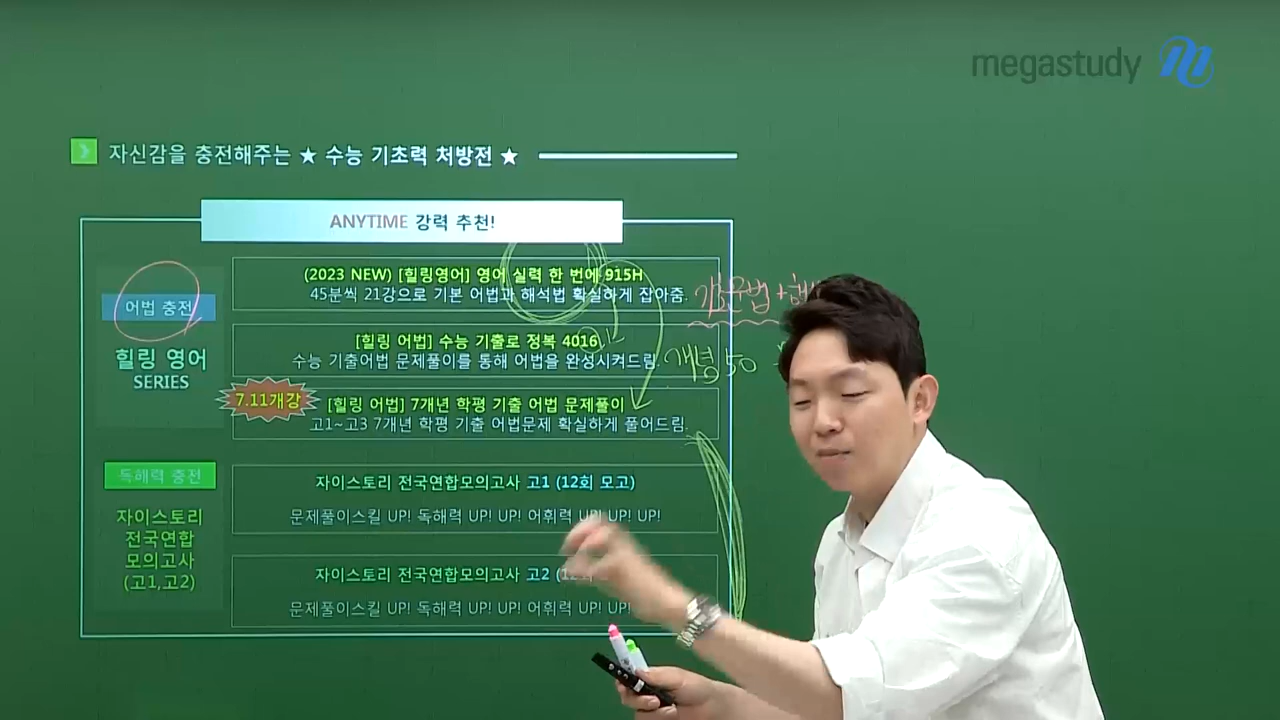 megastudy
자신감을 충전해주는 ★ 수능 기초력 처방전 ★
ANYTIME 강력 추천!
어법 충전
힐링 영어
SERIES
(2023 NEW) [힐링영어] 영어 실력 한 번에 915H
45분씩 21강으로 기본 어법과 해석법 확실하게 잡아줌.
[힐링 어법] 수능 기출로 정복 4016
수능 기출어법 문제풀이를 통해 어법을 완성시켜드림.
7.11개강
[힐링 어법] 7개년 학평 기출 어법 문제풀이
고1~고3 7개년 학평 기출 어법문제 확실하게 풀어드림.
개념 50
독해력 충전
자이스토리
전국연합
모의고사
(고1,고2)
자이스토리 전국연합모의고사 고1 (12회 모고)
문제풀이스킬 UP! 독해력 UP! UP! 어휘력 UP! UP! UP!
자이스토리 전국연합모의고사 고2
문제풀이스킬 UP! 독해력 UP! UP! 어휘력 UP! UP!